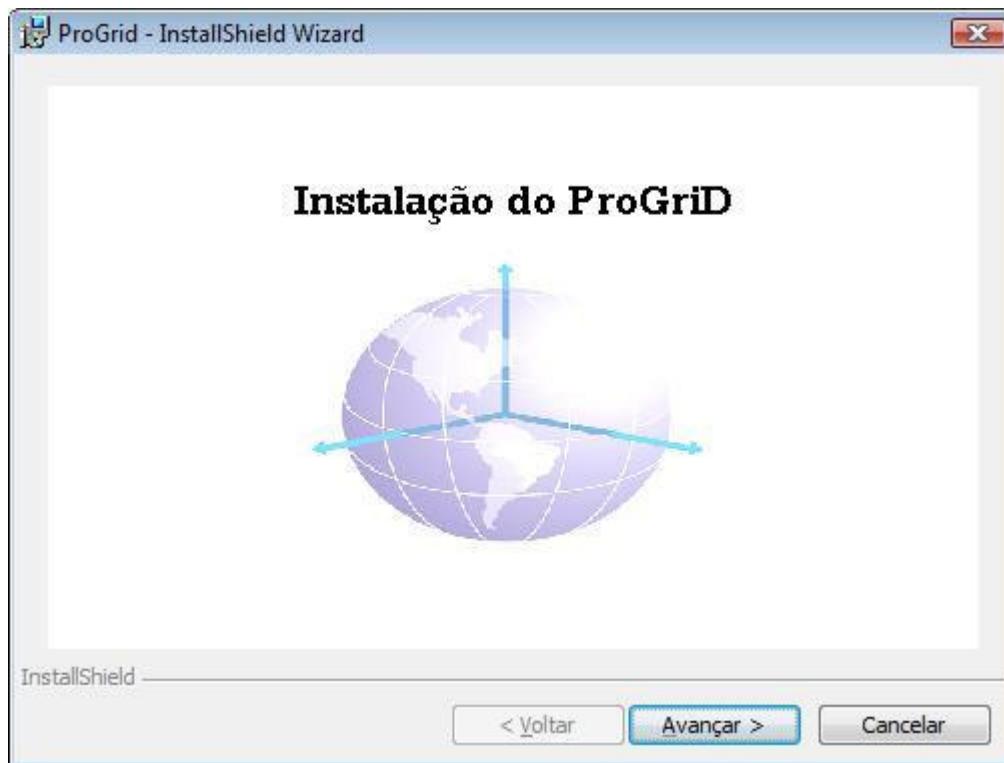 ProGrid - InstallShield Wizard
Instalação do ProGriD
InstallShield
< Voltar Avançar > Cancelar